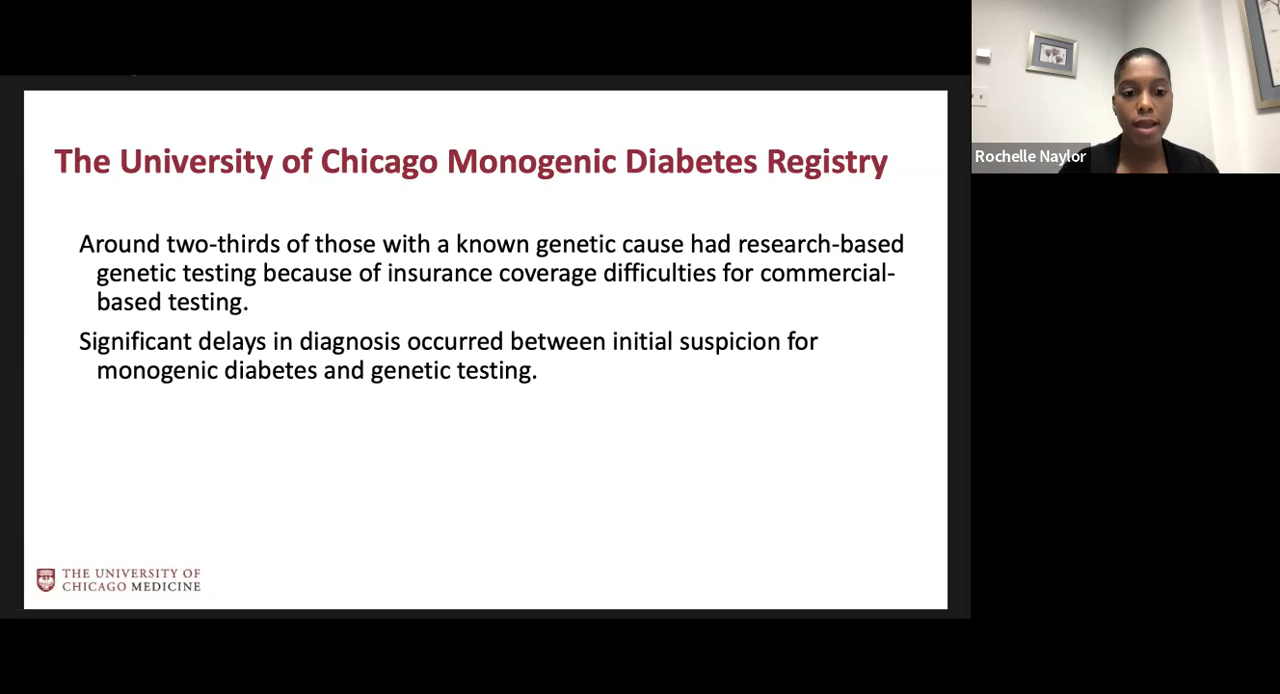 The University of Chicago Monogenic Diabetes Registry
Around two-thirds of those with a known genetic cause had research-based
genetic testing because of insurance coverage difficulties for commercial-
based testing.
Significant delays in diagnosis occurred between initial suspicion for
monogenic diabetes and genetic testing.
THE UNIVERSITY OF
CHICAGO MEDICINE
Rochelle Naylor